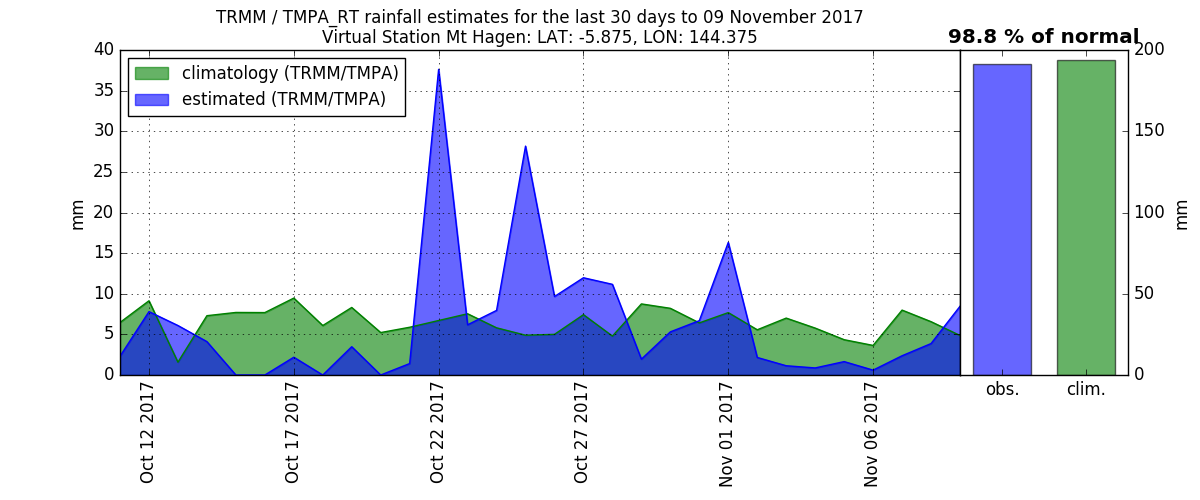 TRMM / TMPA_RT rainfall estimates for the last 30 days to 09 November 2017
Virtual Station Mt Hagen: LAT: -5.875, LON: 144.375
98.8 % of normal
climatology (TRMM/TMPA)
estimated (TRMM/TMPA)
40
35
30
25
20
15
10
5
0
mm
Oct 12 2017
Oct 17 2017
Oct 22 2017
Oct 27 2017
Nov 01 2017
Nov 06 2017
obs.
clim.
200
150
100
50
0
mm